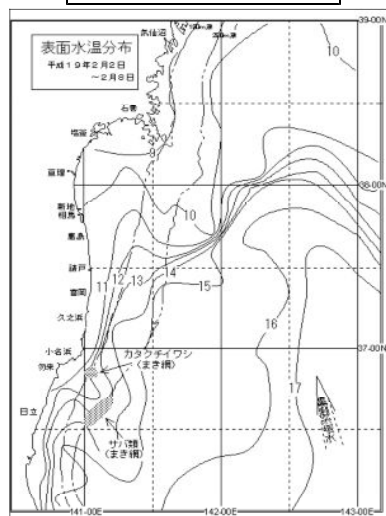 表面水温分布
平成19年2月2日
～2月8日
気仙沼
39-00N
10
石巻
塩釜
9
亘理
38-00N
新地
相馬
10
鹿島
請戸
11
12
13
14
15
富岡
16
久之浜
37-00N
小名浜
勿来
カタクチイワシ
(まき網)
17
日立
サバ類
(まき網)
141-00E
142-00E
143-00E